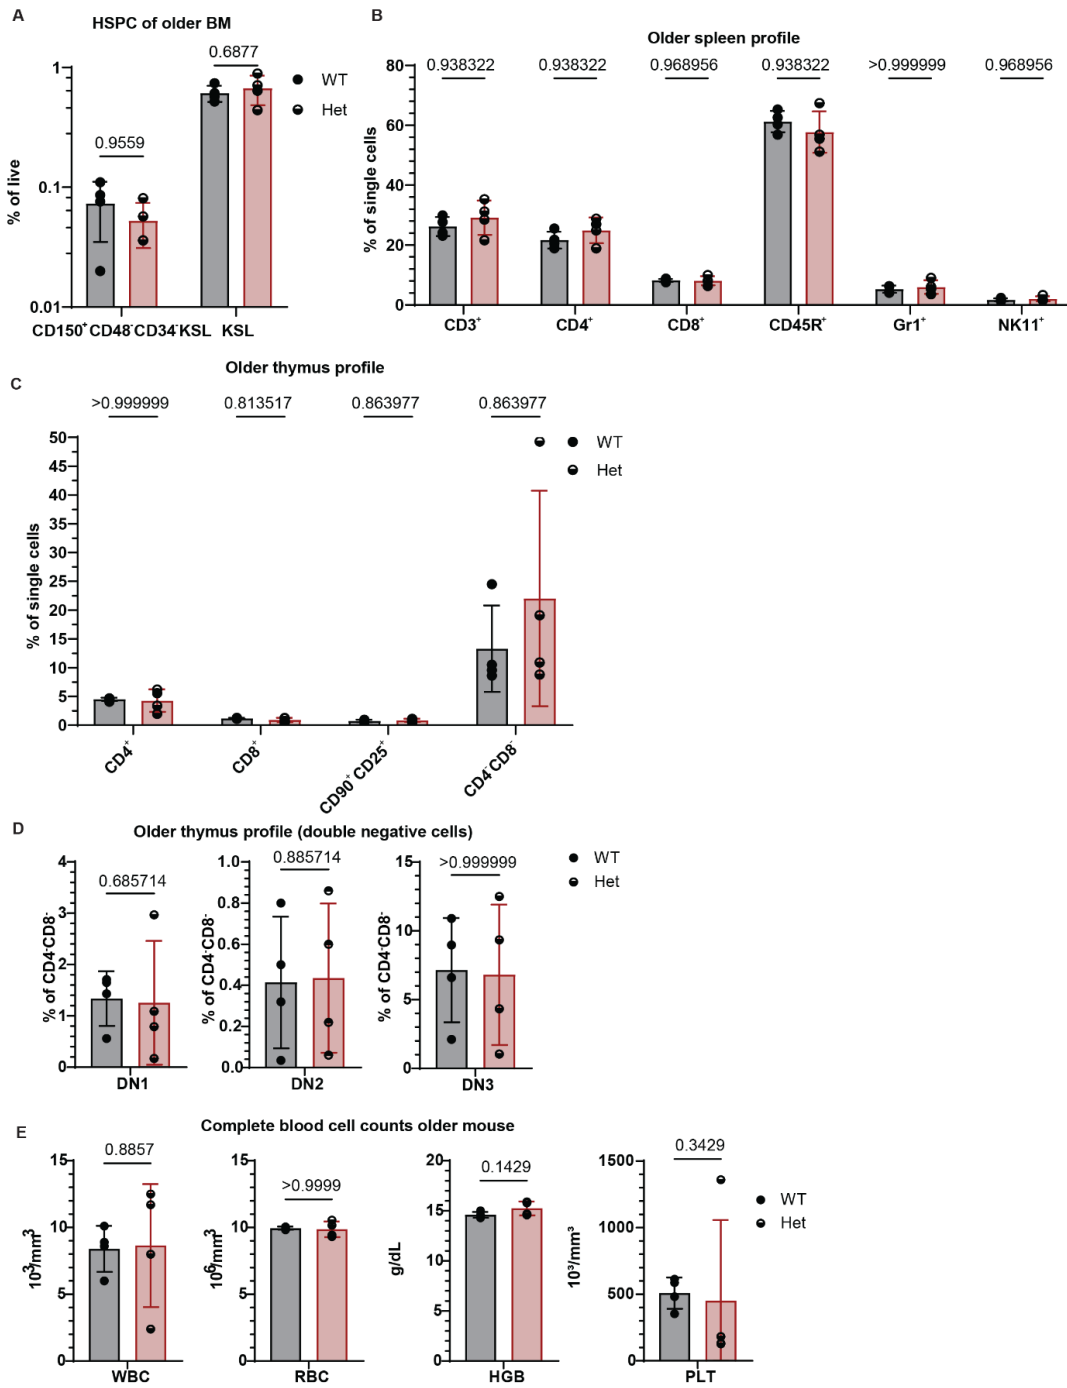 A
HSPC of older BM
0.6877
0.9559
WT
Het
% of live
1
0.1
0.01
CD150⁺CD48⁻CD34⁻KSL
KSL
B
Older spleen profile
0.938322
0.938322
0.968956
0.938322
>0.999999
0.968956
% of single cells
80
60
40
20
0
CD3⁺
CD4⁺
CD8⁺
CD45R⁺
Gr1⁺
NK11⁺
C
Older thymus profile
>0.999999
0.813517
0.863977
0.863977
WT
Het
% of single cells
50
45
40
35
30
25
20
15
10
5
0
CD4⁺
CD8⁺
CD90⁺CD25⁺
CD4⁻CD8⁻
D
Older thymus profile (double negative cells)
0.685714
% of CD4⁻CD8⁻
4
3
2
1
0
DN1
0.885714
% of CD4⁻CD8⁻
1.0
0.8
0.6
0.4
0.2
0.0
DN2
>0.999999
% of CD4⁻CD8⁻
15
10
5
0
DN3
WT
Het
E
Complete blood cell counts older mouse
0.8857
10³/mm³
15
10
5
0
WBC
>0.9999
10⁶/mm³
15
10
5
0
RBC
0.1429
g/dL
20
15
10
5
0
HGB
0.3429
10³/mm³
1500
1000
500
0
PLT
WT
Het